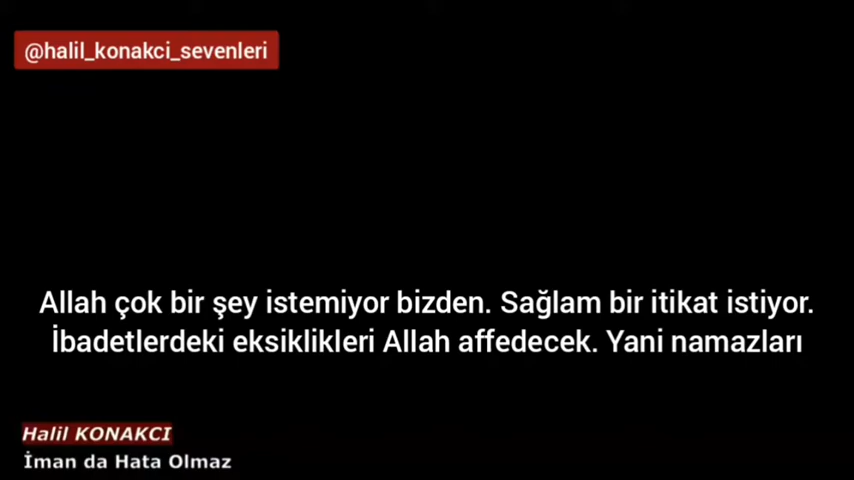 @halil_konakci_sevenleri
Allah çok bir şey istemiyor bizden. Sağlam bir itikat istiyor.
İbadetlerdeki eksiklikleri Allah affedecek. Yani namazları
Halil KONAKCI
İman da Hata Olmaz